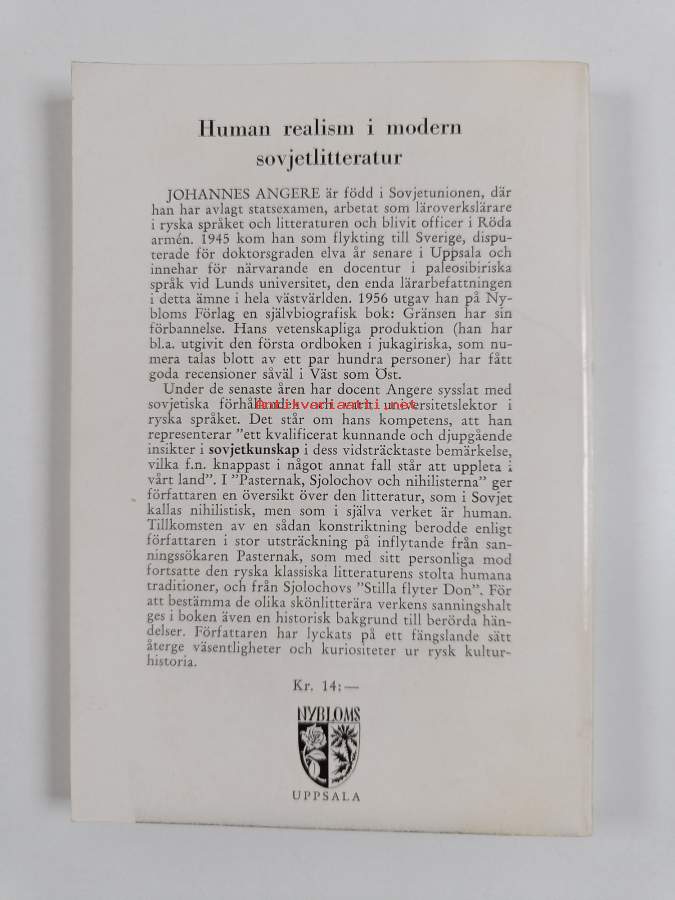 Human realism i modern
sovjetlitteratur
JOHANNES ANGERE är född i Sovjetunionen, där
han har avlagt statsexamen, arbetat som läroverkslärare
i ryska språket och litteraturen och blivit officer i Röda
armén. 1945 kom han som flykting till Sverige, dispu-
terade för doktorsgraden elva år senare i Uppsala och
innehar för närvarande en docentur i paleosibiriska
språk vid Lunds universitet, den enda lärarbefattningen
i detta ämne i hela västvärlden. 1956 utgav han på Ny-
bloms Förlag en självbiografisk bok: Gränsen har sin
förbannelse. Hans vetenskapliga produktion (han har
bl.a. utgivit den första ordboken i jukagiriska, som nu-
mera talas blott av ett par hundra personer) har fått
goda recensioner såväl i Väst som Öst.
Under de senaste åren har docent Angere sysslat med
sovjetiska förhållanden och varit universitetslektor i
Antikvariaatti.net
ryska språket. Det står om hans kompetens, att han
representerar "ett kvalificerat kunnande och djupgående
insikter i sovjetkunskap i dess vidsträcktaste bemärkelse,
vilka f.n. knappast i något annat fall står att uppleta i
vårt land". I "Pasternak, Sjolochov och nihilisterna" ger
författaren en översikt över den litteratur, som i Sovjet
kallas nihilistisk, men som i själva verket är human.
Tillkomsten av en sådan konstriktning berodde enligt
författaren i stor utsträckning på inflytande från san-
ningssökaren Pasternak, som med sitt personliga mod
fortsatte den ryska klassiska litteraturens stolta humana
traditioner, och från Sjolochovs "Stilla flyter Don". För
att bestämma de olika skönlitterära verkens sanningshalt
ges i boken även en historisk bakgrund till berörda hän-
delser. Författaren har lyckats på ett fängslande sätt
återge väsentligheter och kuriositeter ur rysk kultur-
historia.
Kr. 14:—
NYBLOMS
UPPSALA